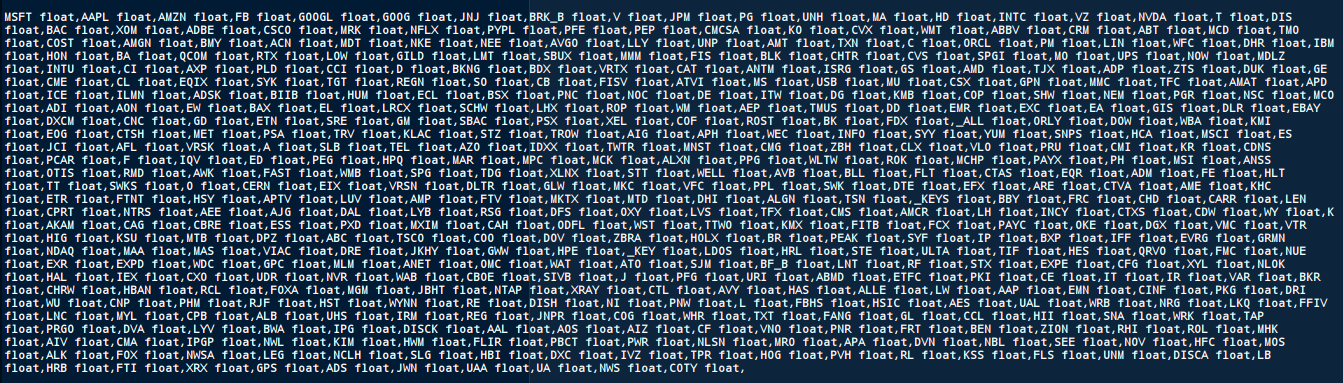 MSFT float,AAPL float,AMZN float,FB float,GOOGL float,GOOG float,JNJ float,BRK_B float,V float,JPM float,PG float,UNH float,MA float,HD float,INTC float,VZ float,NVDA float,T float,DIS
float,BAC float,XOM float,ADBE float,CSCO float,MRK float,NFLX float,PYPL float,PFE float,PEP float,CMCSA float,KO float,CVX float,WMT float,ABBV float,CRM float,ABT float,MCD float,TMO
float,COST float,AMGN float,BMY float,ACN float,MDT float,NKE float,NEE float,AVGO float,LLY float,UNP float,AMT float,TXN float,C float,ORCL float,PM float,LIN float,WFC float,DHR float,IBM
float,HON float,BA float,QCOM float,RTX float,LOW float,GILD float,LMT float,SBUX float,MMM float,FIS float,BLK float,CHTR float,CVS float,SPGI float,MO float,UPS float,NOW float,MDLZ
float,INTU float,CI float,AXP float,PLD float,CCI float,D float,BKNG float,BDX float,VRTX float,CAT float,ANTM float,ISRG float,GS float,AMD float,TJX float,ADP float,ZTS float,DUK float,GE
float,CME float,CL float,EQIX float,SYK float,TGT float,REGN float,SO float,CB float,FISV float,ATVI float,MS float,USB float,MU float,CSX float,GPN float,MMC float,TFC float,AMAT float,APD
float,ICE float,ILMN float,ADSK float,BIIB float,HUM float,ECL float,BSX float,PNC float,NOC float,DE float,ITW float,DG float,KMB float,COP float,SHW float,NEM float,PGR float,NSC float,MCO
float,ADI float,AON float,EW float,BAX float,EL float,LRCX float,SCHW float,LHX float,ROP float,WM float,AEP float,TMUS float,DD float,EMR float,EXC float,EA float,GIS float,DLR float,EBAY
float,DXCM float,CNC float,GD float,ETN float,SRE float,GM float,SBAC float,PSX float,XEL float,COF float,ROST float,BK float,FDX float,_ALL float,ORLY float,DOW float,WBA float,KMI
float,EOG float,CTSH float,MET float,PSA float,TRV float,KLAC float,STZ float,TROW float,AIG float,APH float,WEC float,INFO float,SYY float,YUM float,SNPS float,HCA float,MSCI float,ES
float,JCI float,AFL float,VRSK float,A float,SLB float,TEL float,AZO float,IDXX float,TWTR float,MNST float,CMG float,ZBH float,CLX float,VLO float,PRU float,CMI float,KR float,CDNS
float,PCAR float,F float,IQV float,ED float,PEG float,HPQ float,MAR float,MPC float,MCK float,ALXN float,PPG float,WLTW float,ROK float,MCHP float,PAYX float,PH float,MSI float,ANSS
float,OTIS float,RMD float,AWK float,FAST float,WMB float,SPG float,TDG float,XLNX float,STT float,WELL float,AVB float,BLL float,FLT float,CTAS float,EQR float,ADM float,FE float,HLT
float,TT float,SWKS float,O float,CERN float,EIX float,VRSN float,DLTR float,GLW float,MKC float,VFC float,PPL float,SWK float,DTE float,EFX float,ARE float,CTVA float,AME float,KHC
float,ETR float,FTNT float,HSY float,APTV float,LUV float,AMP float,FTV float,MKTX float,MTD float,DHI float,ALGN float,TSN float,_KEYS float,BBY float,FRC float,CHD float,CARR float,LEN
float,CPRT float,NTRS float,AEE float,AJG float,DAL float,LYB float,RSG float,DFS float,OXY float,LVS float,TFX float,CMS float,AMCR float,LH float,INCY float,CTXS float,CDW float,WY float,K
float,AKAM float,CAG float,CBRE float,ESS float,PXD float,MXIM float,CAH float,ODFL float,WST float,TTWO float,KMX float,FITB float,FCX float,PAYC float,OKE float,DGX float,VMC float,VTR
float,HIG float,KSU float,MTB float,DPZ float,ABC float,TSCO float,COO float,DOV float,ZBRA float,HOLX float,BR float,PEAK float,SYF float,IP float,BXP float,IFF float,EVRG float,GRMN
float,NDAQ float,MAA float,MAS float,VIAC float,DRE float,JKHY float,GWW float,HPE float,_KEY float,LDOS float,HRL float,STE float,ULTA float,TIF float,HES float,QRVO float,FMC float,NUE
float,EXR float,EXPD float,WDC float,GPC float,MLM float,ANET float,OMC float,WAT float,ATO float,SJM float,BF_B float,LNT float,RF float,STX float,EXPE float,CFG float,XYL float,NLOK
float,HAL float,IEX float,CXO float,UDR float,NVR float,WAB float,CBOE float,SIVB float,J float,PFG float,URI float,ABMD float,ETFC float,PKI float,CE float,IT float,IR float,VAR float,BKR
float,CHRW float,HBAN float,RCL float,FOXA float,MGM float,JBHT float,NTAP float,XRAY float,CTL float,AVY float,HAS float,ALLE float,LW float,AAP float,EMN float,CINF float,PKG float,DRI
float,WU float,CNP float,PHM float,RJF float,HST float,WYNN float,RE float,DISH float,NI float,PNW float,L float,FBHS float,HSIC float,AES float,UAL float,WRB float,NRG float,LKQ float,FFIV
float,LNC float,MYL float,CPB float,ALB float,UHS float,IRM float,REG float,JNPR float,COG float,WHR float,TXT float,FANG float,GL float,CCL float,HII float,SNA float,WRK float,TAP
float,PRGO float,DVA float,LYV float,BWA float,IPG float,DISCK float,AAL float,AOS float,AIZ float,CF float,VNO float,PNR float,FRT float,BEN float,ZION float,RHI float,ROL float,MHK
float,AIV float,CMA float,IPGP float,NWL float,KIM float,HWM float,FLIR float,PBCT float,PWR float,NLSN float,MRO float,APA float,DVN float,NBL float,SEE float,NOV float,HFC float,MOS
float,ALK float,FOX float,NWSA float,LEG float,NCLH float,SLG float,HBI float,DXC float,IVZ float,TPR float,HOG float,PVH float,RL float,KSS float,FLS float,UNM float,DISCA float,LB
float,HRB float,FTI float,XRX float,GPS float,ADS float,JWN float,UAA float,UA float,NWS float,COTY float,